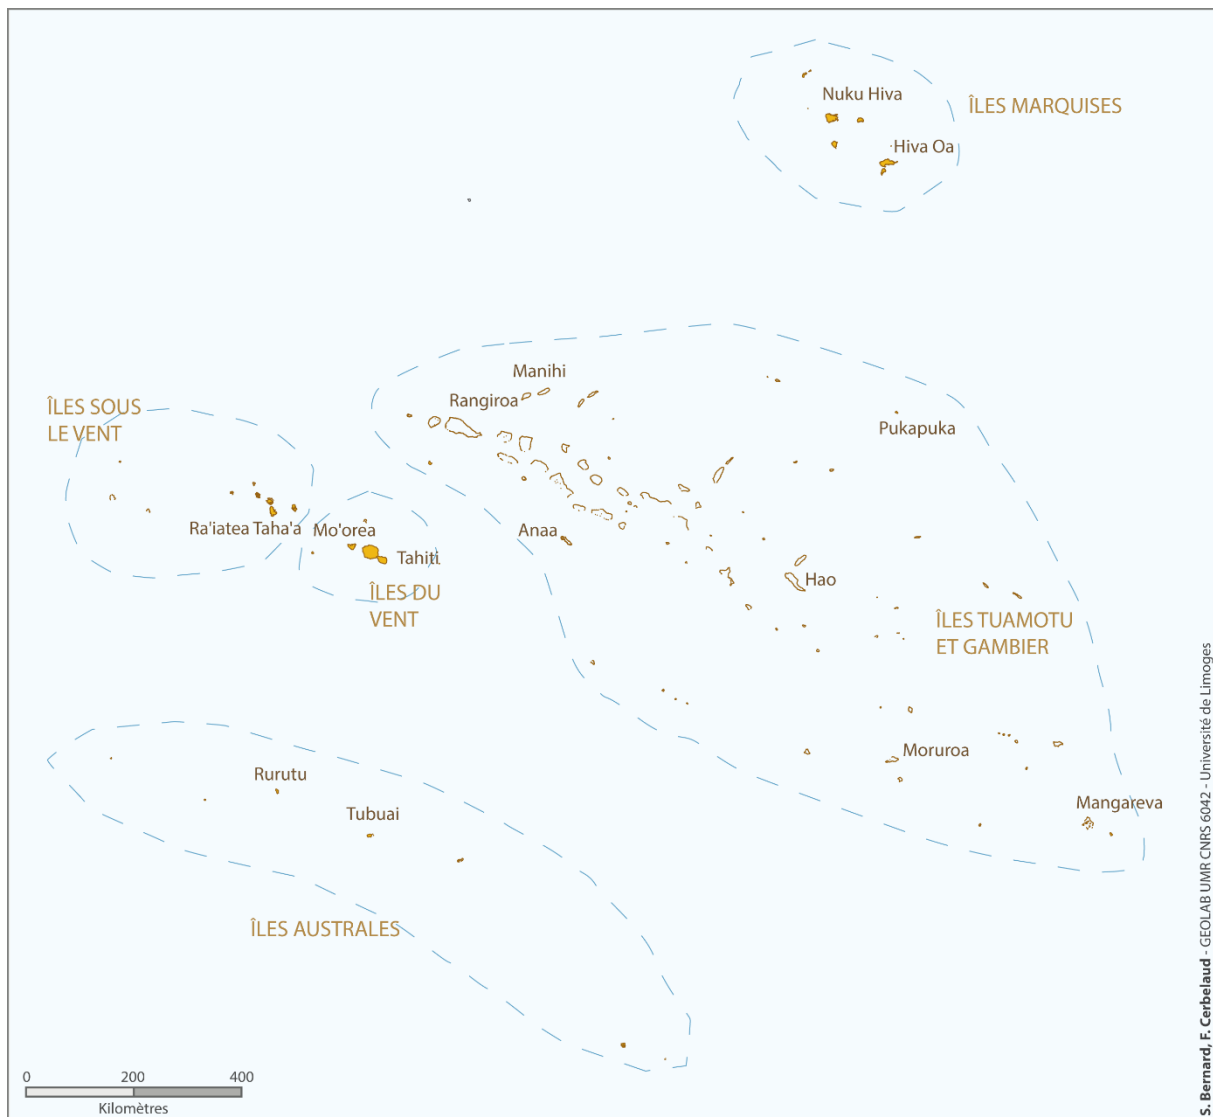 Nuku Hiva
ÎLES MARQUISES
Hiva Oa
Manihi
Rangiroa
ÎLES SOUS
LE VENT
Pukapuka
Ra'iatea Taha'a
Mo'orea
Anaa
Tahiti
Hao
ÎLES DU
VENT
ÎLES TUAMOTU
ET GAMBIER
Moruroa
Rurutu
Mangareva
Tubuai
ÎLES AUSTRALES
0 200 400
Kilomètres
S. Bernard, F. Cerbelaud - GEOLAB UMR CNRS 6042 - Université de Limoges